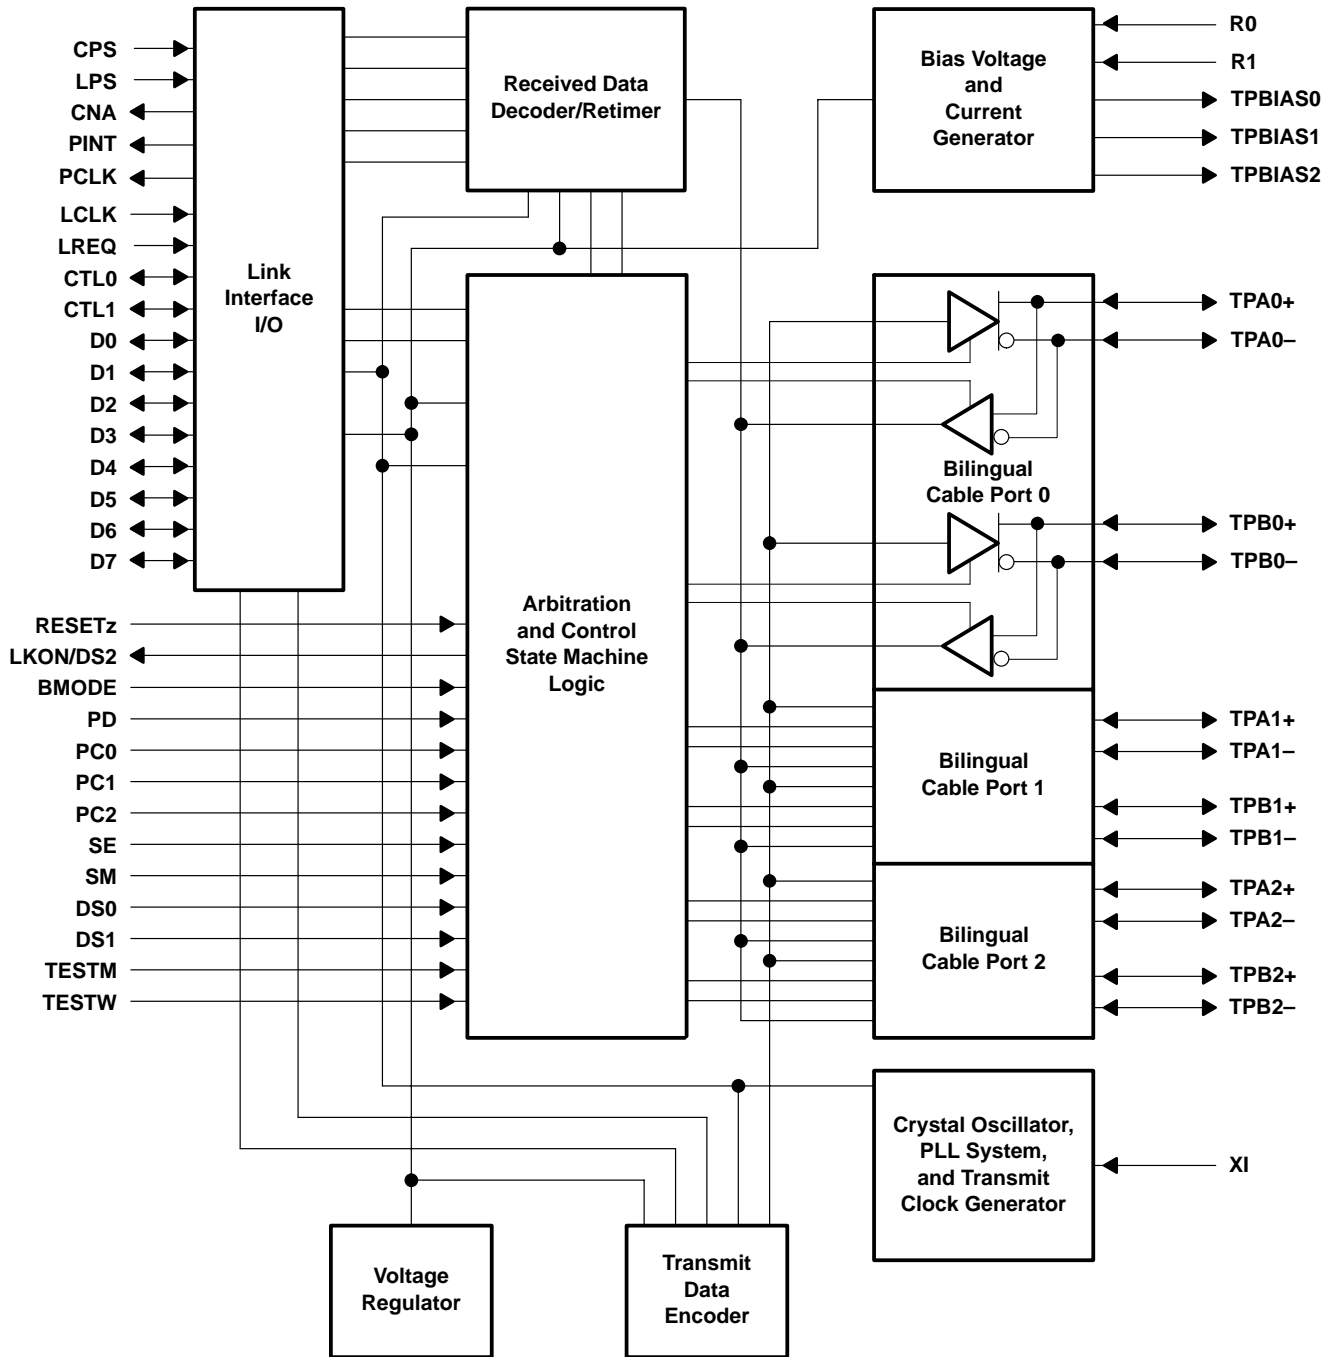 CPS
LPS
CNA
PINT
PCLK
LCLK
LREQ
CTL0
CTL1
D0
D1
D2
D3
D4
D5
D6
D7
RESETz
LKON/DS2
BMODE
PD
PC0
PC1
PC2
SE
SM
DS0
DS1
TESTM
TESTW
Link
Interface
I/O
Received Data
Decoder/Retimer
Arbitration
and Control
State Machine
Logic
Bias Voltage
and
Current
Generator
Bilingual
Cable Port 0
Bilingual
Cable Port 1
Bilingual
Cable Port 2
Crystal Oscillator,
PLL System,
and Transmit
Clock Generator
Voltage
Regulator
Transmit
Data
Encoder
R0
R1
TPBIAS0
TPBIAS1
TPBIAS2
TPA0+
TPA0–
TPB0+
TPB0–
TPA1+
TPA1–
TPB1+
TPB1–
TPA2+
TPA2–
TPB2+
TPB2–
XI